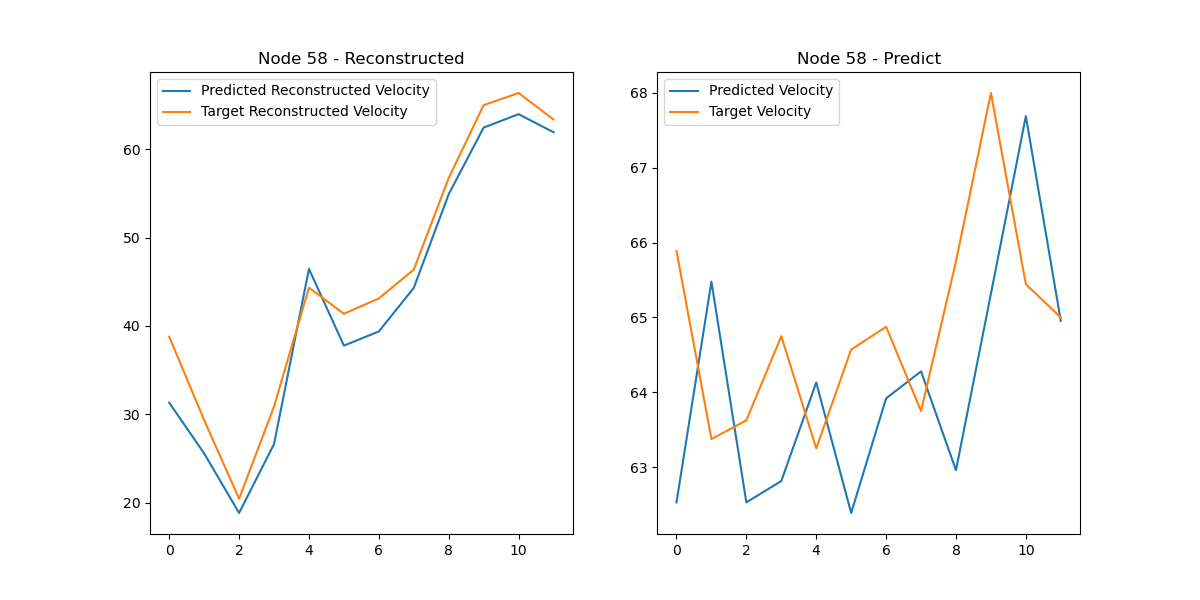 Node 58 - Reconstructed
Predicted Reconstructed Velocity
Target Reconstructed Velocity
60
50
40
30
20
0 2 4 6 8 10
Node 58 - Predict
Predicted Velocity
Target Velocity
68
67
66
65
64
63
0 2 4 6 8 10